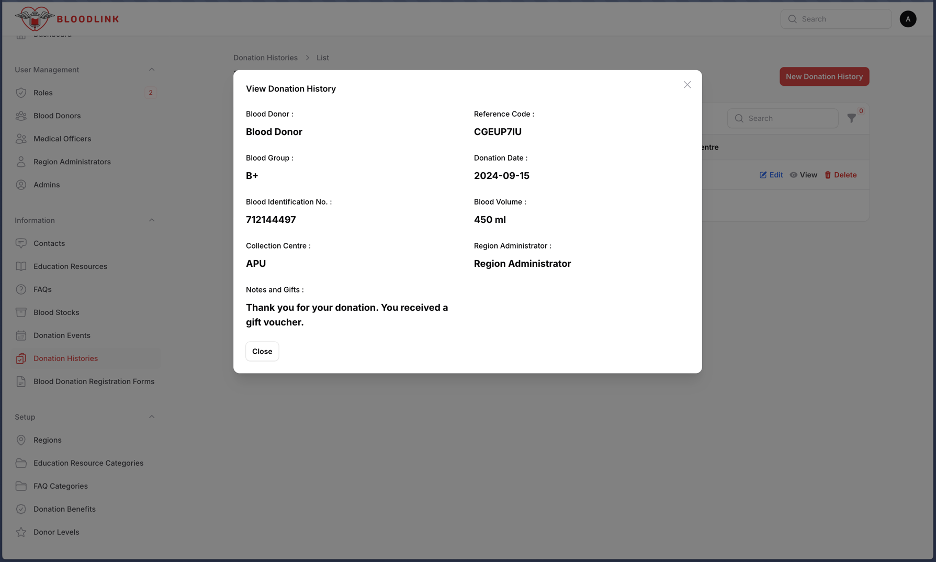 BLOODLINK
Search
A
Dashboard
User Management
Roles
2
Blood Donors
Medical Officers
Region Administrators
Admins
Information
Contacts
Education Resources
FAQs
Blood Stocks
Donation Events
Donation Histories
Blood Donation Registration Forms
Setup
Regions
Education Resource Categories
FAQ Categories
Donation Benefits
Donor Levels
Donation Histories > List
New Donation History
Search
0
entre
Edit View Delete
View Donation History
Blood Donor :
Blood Donor
Reference Code :
CGEUP7IU
Blood Group :
B+
Donation Date :
2024-09-15
Blood Identification No. :
712144497
Blood Volume :
450 ml
Collection Centre :
APU
Region Administrator :
Region Administrator
Notes and Gifts :
Thank you for your donation. You received a
gift voucher.
Close